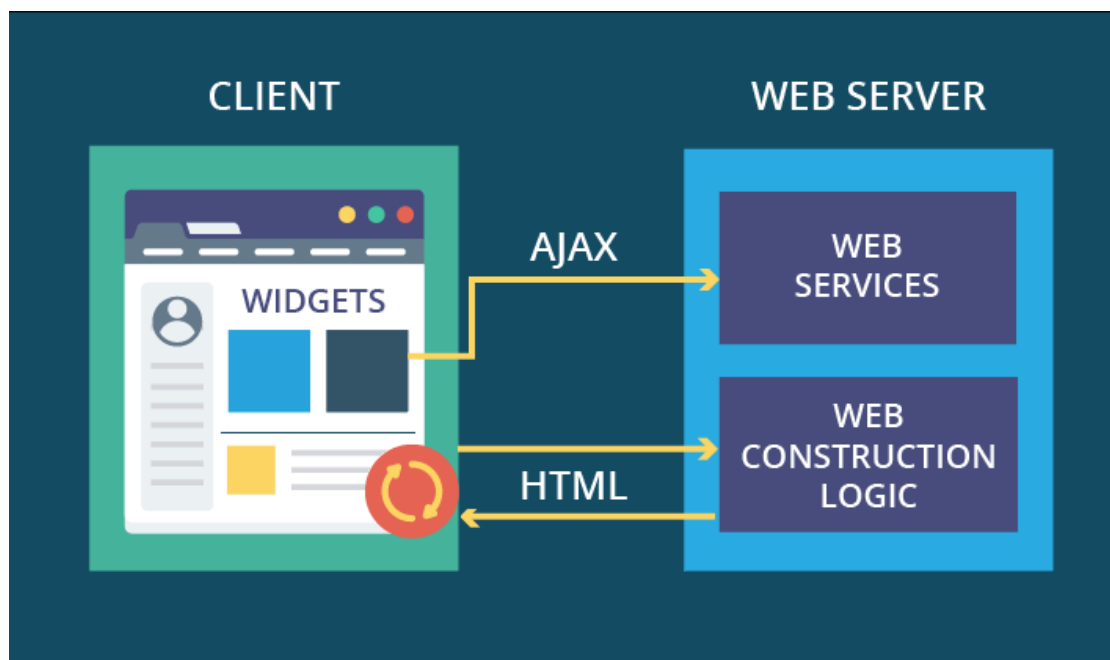 CLIENT
WEB SERVER
WIDGETS
AJAX
WEB
SERVICES
HTML
WEB
CONSTRUCTION
LOGIC